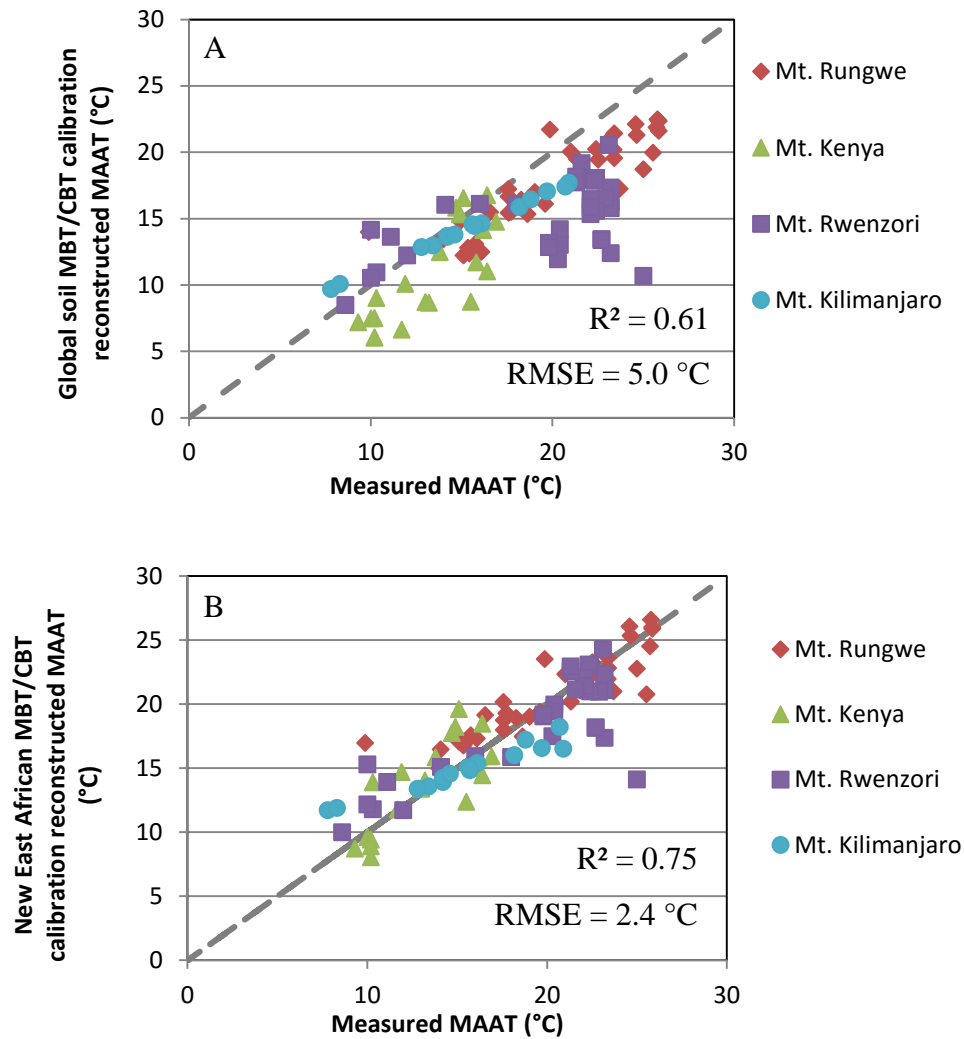 A
Global soil MBT/CBT calibration
reconstructed MAAT (°C)
30
25
20
15
10
5
0
0
10
20
30
Measured MAAT (°C)
R² = 0.61
RMSE = 5.0 °C
Mt. Rungwe
Mt. Kenya
Mt. Rwenzori
Mt. Kilimanjaro
B
New East African MBT/CBT
calibration reconstructed MAAT
(°C)
30
25
20
15
10
5
0
0
10
20
30
Measured MAAT (°C)
R² = 0.75
RMSE = 2.4 °C
Mt. Rungwe
Mt. Kenya
Mt. Rwenzori
Mt. Kilimanjaro